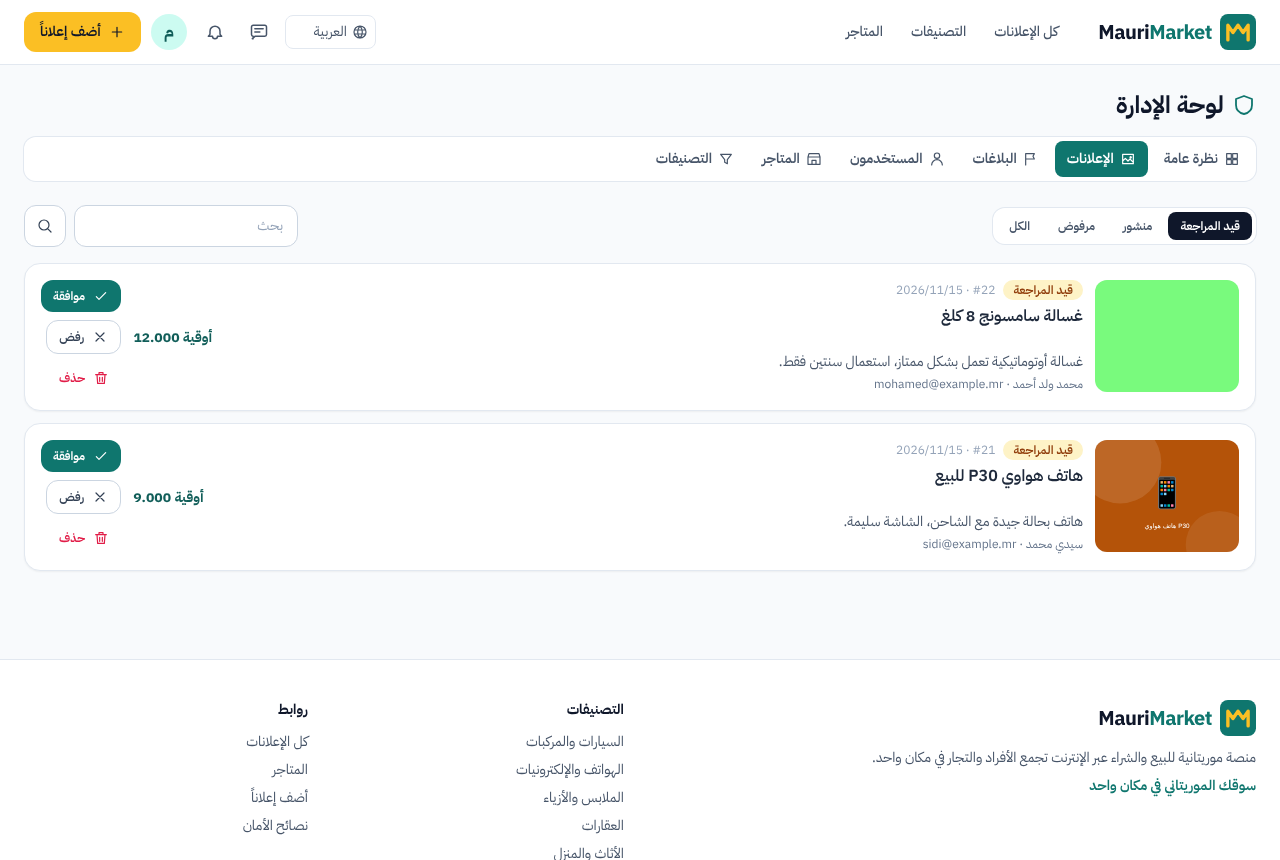 MauriMarket
كل الإعلانات
التصنيفات
المتاجر
العربية
م
أضف إعلاناً
لوحة الإدارة
نظرة عامة
الإعلانات
البلاغات
المستخدمون
المتاجر
التصنيفات
قيد المراجعة
منشور
مرفوض
الكل
بحث
قيد المراجعة #22 · 2026/11/15
غسالة سامسونج 8 كلغ
غسالة أوتوماتيكية تعمل بشكل ممتاز، استعمال سنتين فقط.
محمد ولد أحمد · mohamed@example.mr
12.000 أوقية
موافقة
رفض
حذف
هاتف هواوي P30
قيد المراجعة #21 · 2026/11/15
هاتف هواوي P30 للبيع
هاتف بحالة جيدة مع الشاحن، الشاشة سليمة.
سيدي محمد · sidi@example.mr
9.000 أوقية
موافقة
رفض
حذف
MauriMarket
منصة موريتانية للبيع والشراء عبر الإنترنت تجمع الأفراد والتجار في مكان واحد.
سوقك الموريتاني في مكان واحد
التصنيفات
السيارات والمركبات
الهواتف والإلكترونيات
الملابس والأزياء
العقارات
الأثاث والمنزل
روابط
كل الإعلانات
المتاجر
أضف إعلاناً
نصائح الأمان